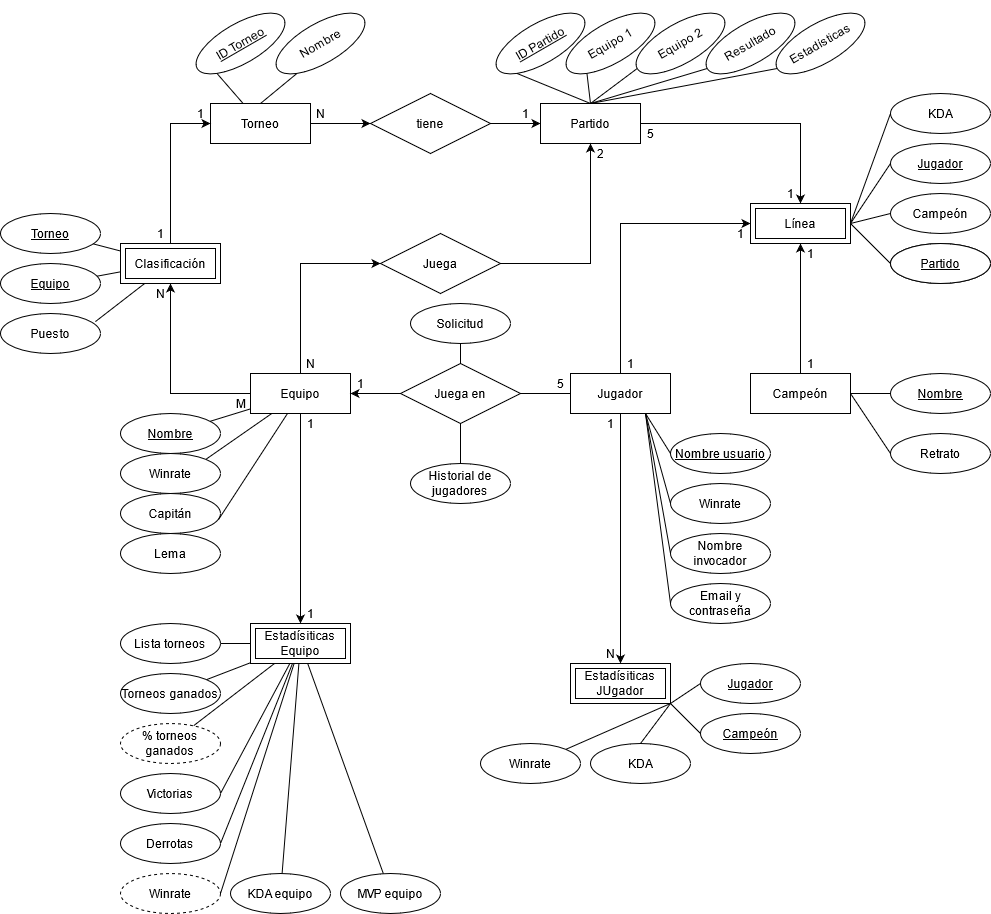 ID Torneo
Nombre
ID Partido
Equipo 1
Equipo 2
Resultado
Estadísticas
1
Torneo
N
tiene
1
Partido
5
2
KDA
Jugador
Campeón
Partido
1
Línea
1
1
Torneo
Equipo
Puesto
1
Clasificación
N
Juega
Solicitud
N
M
Equipo
1
1
Juega en
5
1
Jugador
1
1
Campeón
Nombre
Retrato
Nombre
Winrate
Capitán
Lema
Historial de
jugadores
Nombre usuario
Winrate
Nombre
invocador
Email y
contraseña
1
Estadísiticas
Equipo
Lista torneos
Torneos ganados
% torneos
ganados
Victorias
Derrotas
Winrate
KDA equipo
MVP equipo
N
Estadísiticas
JUgador
Jugador
Campeón
Winrate
KDA